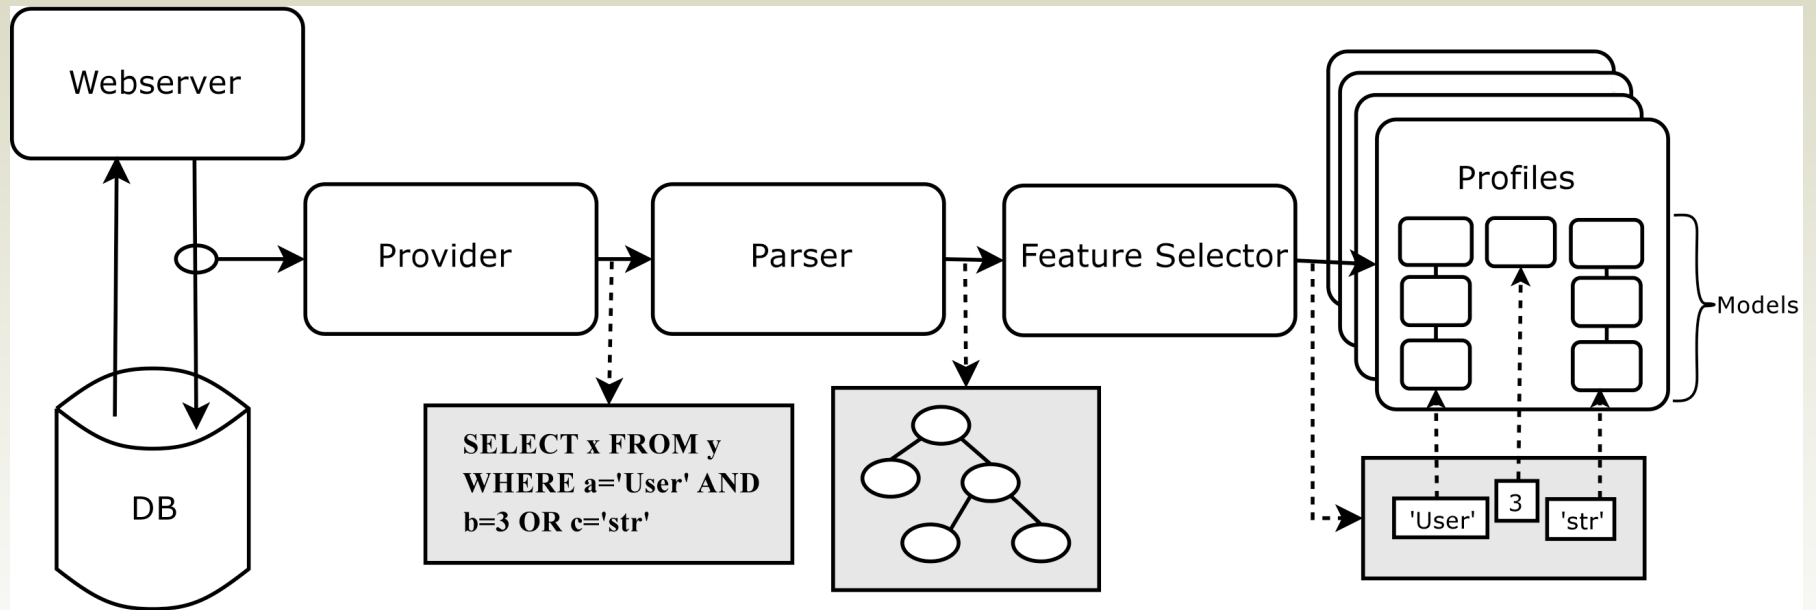 Webserver
Provider
Parser
Feature Selector
Profiles
Models
DB
SELECT x FROM y
WHERE a='User' AND
b=3 OR c='str'
'User'
3
'str'